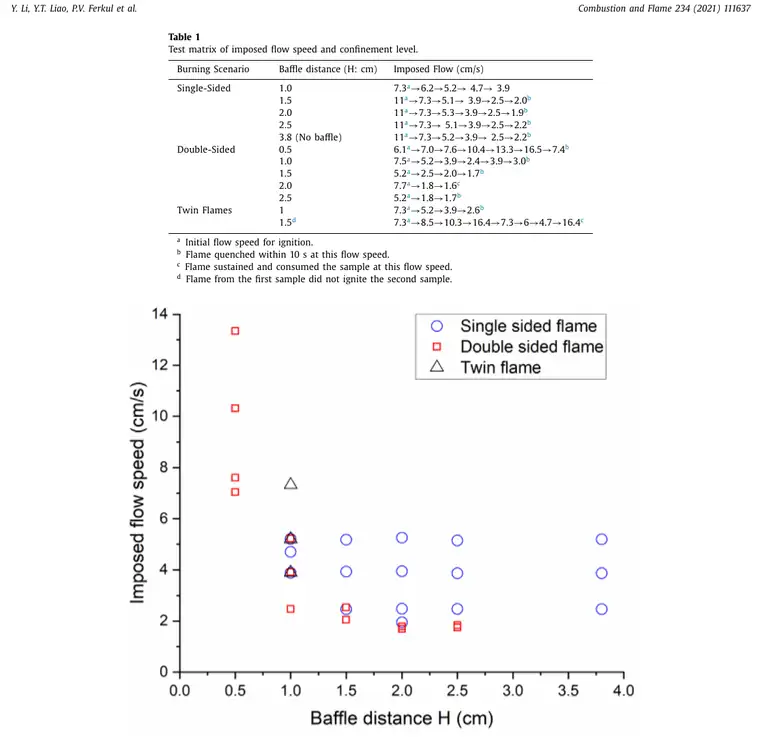 Y. Li, Y.T. Liao, P.V. Ferkul et al.
Combustion and Flame 234 (2021) 111637
Table 1
Test matrix of imposed flow speed and confinement level.
Burning Scenario Baffle distance (H: cm) Imposed Flow (cm/s)
Single-Sided 1.0 7.3a→6.2→5.2→ 4.7→ 3.9
1.5 11a→7.3→5.1→ 3.9→2.5→2.0b
2.0 11a→7.3→5.3→3.9→2.5→1.9b
2.5 11a→7.3→ 5.1→3.9→2.5→2.2b
3.8 (No baffle) 11a→7.3→5.2→3.9→ 2.5→2.2b
Double-Sided 0.5 6.1a→7.0→7.6→10.4→13.3→16.5→7.4b
1.0 7.5a→5.2→3.9→2.4→3.9→3.0b
1.5 5.2a→2.5→2.0→1.7b
2.0 7.7a→1.8→1.6c
2.5 5.2a→1.8→1.7b
Twin Flames 1 7.3a→5.2→3.9→2.6b
1.5d 7.3a→8.5→10.3→16.4→7.3→6→4.7→16.4c
a Initial flow speed for ignition.
b Flame quenched within 10 s at this flow speed.
c Flame sustained and consumed the sample at this flow speed.
d Flame from the first sample did not ignite the second sample.
14
12
10
8
6
4
2
0
Imposed flow speed (cm/s)
Single sided flame
Double sided flame
Twin flame
0.0 0.5 1.0 1.5 2.0 2.5 3.0 3.5 4.0
Baffle distance H (cm)